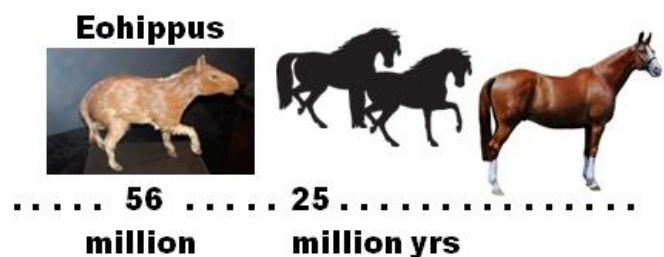 Eohippus
. . . . . 56 . . . . . 25 . . . . . . . . . . . . . . .
million million yrs